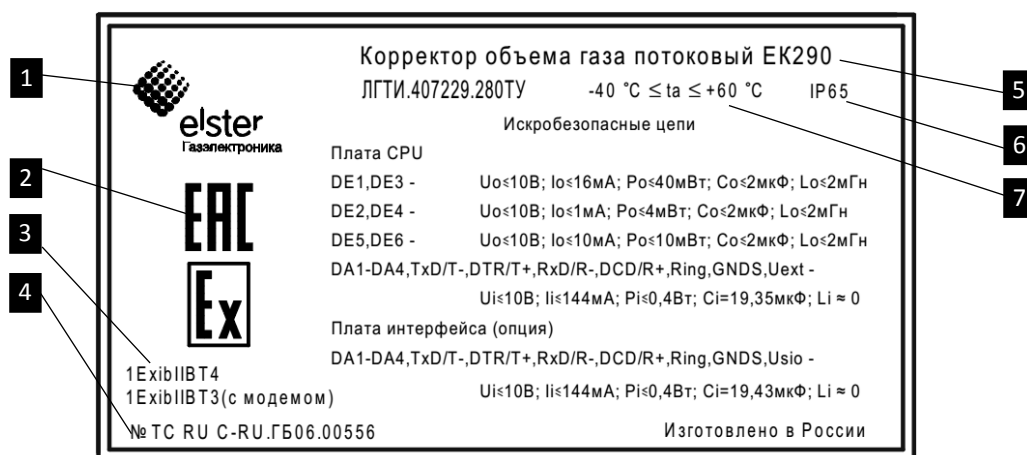 Корректор объема газа потоковый ЕК290
ЛГТИ.407229.280ТУ -40 °С ≤ ta ≤ +60 °С IP65
Искробезопасные цепи
elster
Газэлектроника
Плата CPU
DE1,DE3 - Uo≤10В; Io≤16мА; Po≤40мВт; Co≤2мкФ; Lo≤2мГн
DE2,DE4 - Uo≤10В; Io≤1мА; Po≤4мВт; Co≤2мкФ; Lo≤2мГн
DE5,DE6 - Uo≤10В; Io≤10мА; Po≤10мВт; Co≤2мкФ; Lo≤2мГн
DA1-DA4,TxD/T-,DTR/T+,RxD/R-,DCD/R+,Ring,GNDS,Uext -
Ui≤10В; Ii≤144мА; Pi≤0,4Вт; Ci=19,35мкФ; Li ≈ 0
Плата интерфейса (опция)
DA1-DA4,TxD/T-,DTR/T+,RxD/R-,DCD/R+,Ring,GNDS,Usio -
Ui≤10В; Ii≤144мА; Pi≤0,4Вт; Ci=19,43мкФ; Li ≈ 0
EAC
Ex
1ExibIIBT4
1ExibIIBT3(с модемом)
№ТС RU C-RU.ГБ06.00556
Изготовлено в России
1
2
3
4
5
6
7